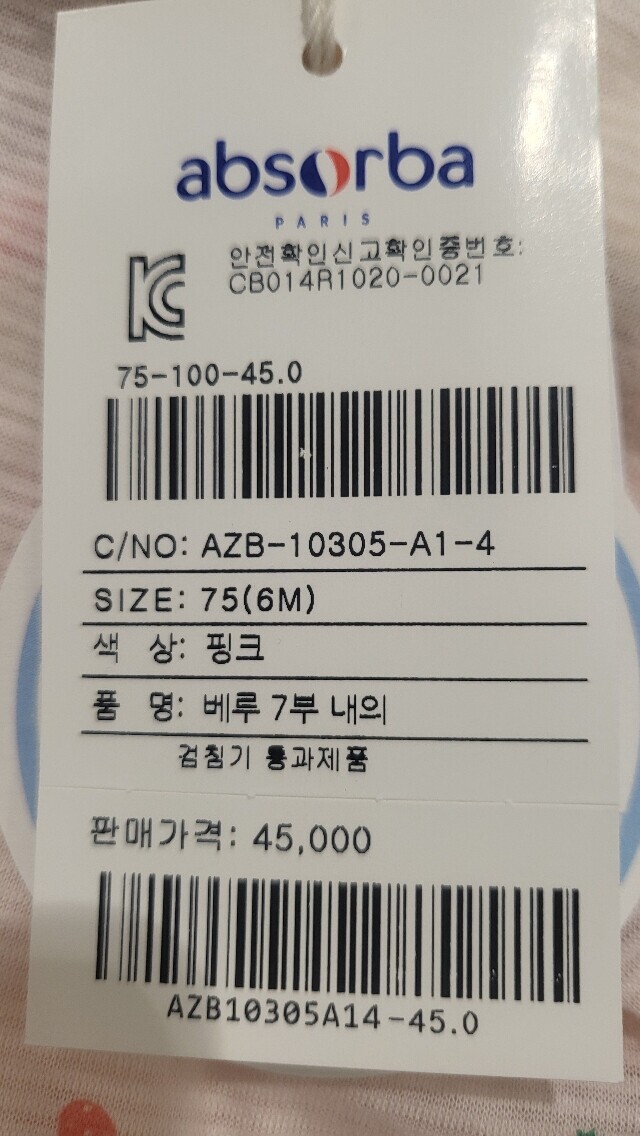 absorba
PARIS
안전확인신고확인증번호:
CB014R1020-0021
75-100-45.0
C/NO: AZB-10305-A1-4
SIZE: 75(6M)
색 상: 핑크
품 명: 베루 7부 내의
검침기 통과제품
판매가격: 45,000
AZB10305A14-45.0